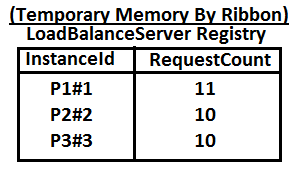 (Temporary Memory By Ribbon)
LoadBalanceServer Registry
InstanceId RequestCount
P1#1 11
P2#2 10
P3#3 10